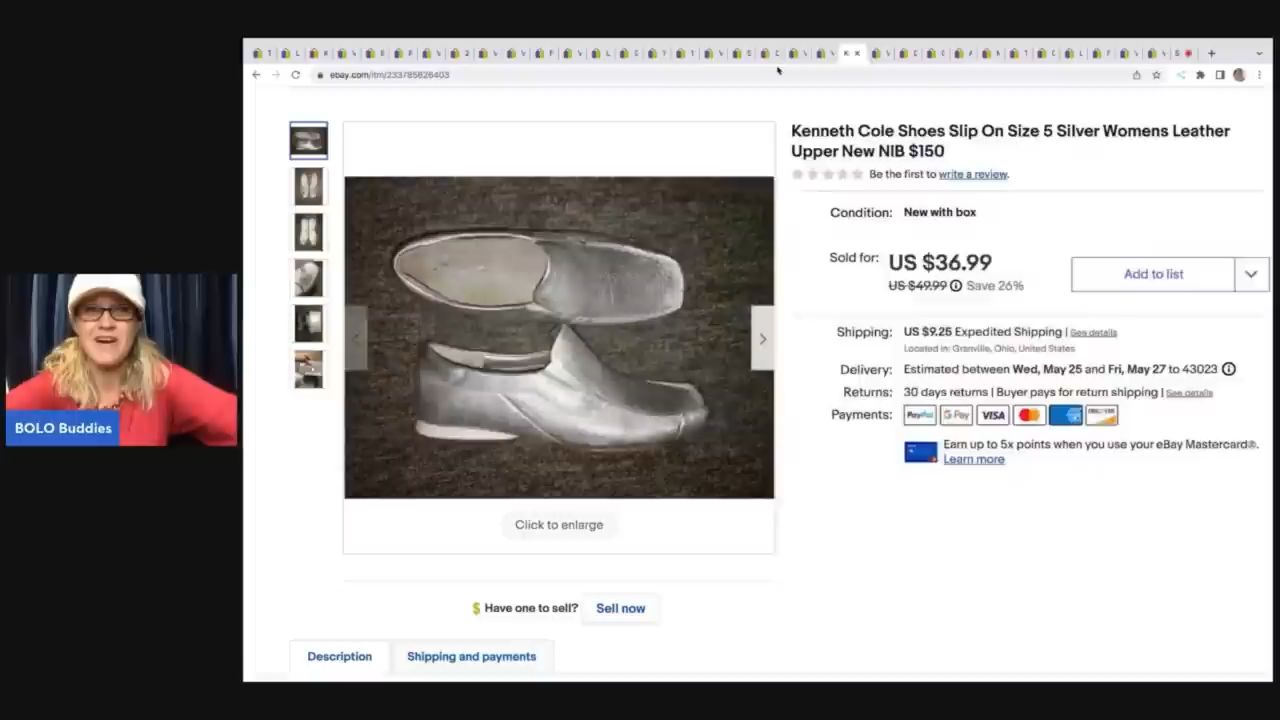 ebay.com/itm/233785626403
Kenneth Cole Shoes Slip On Size 5 Silver Womens Leather
Upper New NIB $150
Be the first to write a review.
Condition: New with box
Sold for: US $36.99
US $49.99 Save 26%
Add to list
Shipping: US $9.25 Expedited Shipping | See details
Located in: Granville, Ohio, United States
Delivery: Estimated between Wed, May 25 and Fri, May 27 to 43023
Returns: 30 days returns | Buyer pays for return shipping | See details
Payments: PayPal G Pay VISA
DISCOVER
Earn up to 5x points when you use your eBay Mastercard®.
Learn more
BOLO Buddies
Click to enlarge
$ Have one to sell? Sell now
Description Shipping and payments